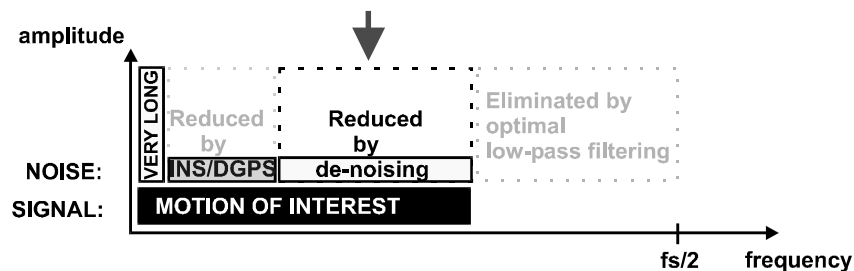 amplitude
VERY LONG
Reduced
by
INS/DGPS
Reduced
by
de-noising
Eliminated by
optimal
low-pass filtering
NOISE:
SIGNAL:
MOTION OF INTEREST
fs/2
frequency